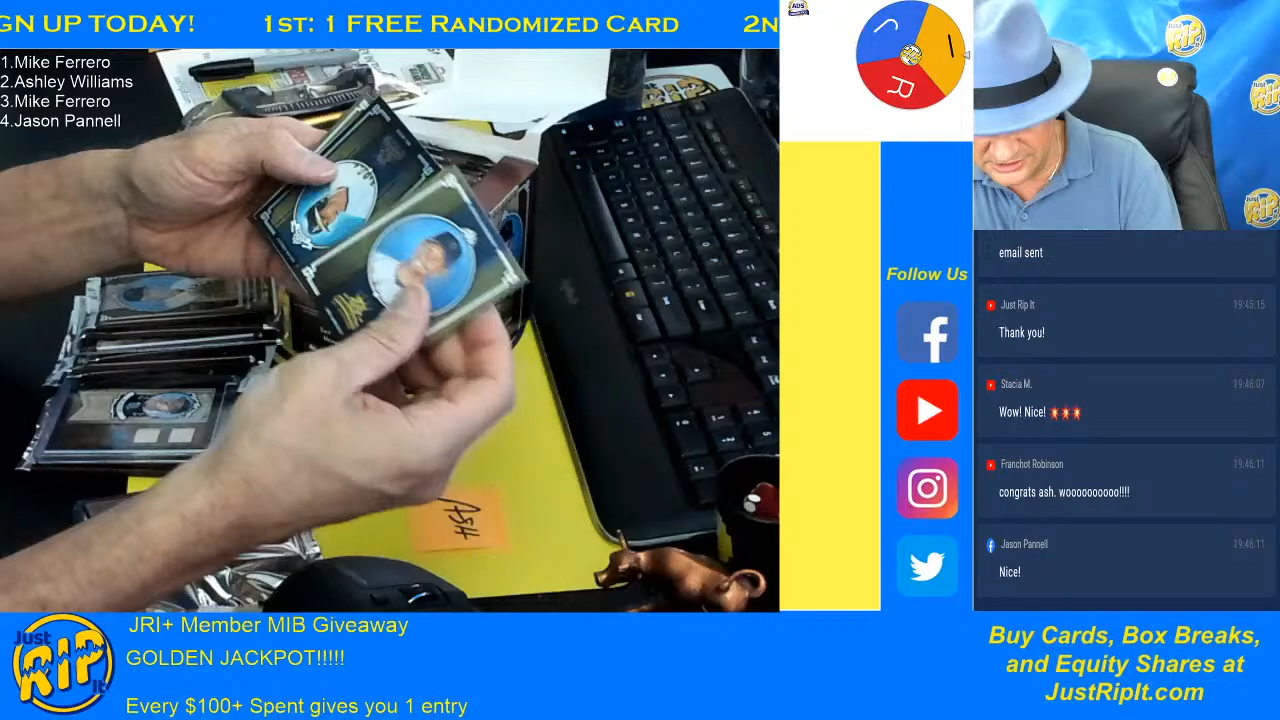 GN UP TODAY!
1ST: 1 FREE RANDOMIZED CARD
2N
1.Mike Ferrero
2.Ashley Williams
3.Mike Ferrero
4.Jason Pannell
ADS
J
I
R
ASH
Follow Us
email sent
Just Rip It
19:45:15
Thank you!
Stacia M.
19:46:07
Wow! Nice! 💥💥💥
Franchot Robinson
19:46:11
congrats ash. woooooooooo!!!!
Jason Pannell
19:46:11
Nice!
Just
RIP
It
JRI+ Member MIB Giveaway
GOLDEN JACKPOT!!!!!
Every $100+ Spent gives you 1 entry
Buy Cards, Box Breaks,
and Equity Shares at
JustRipIt.com